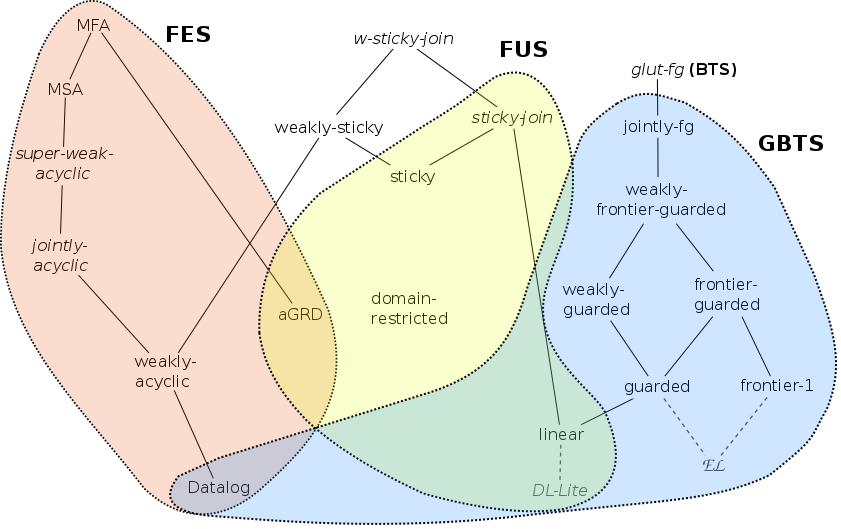 MFA
FES
w-sticky-join
FUS
glut-fg (BTS)
MSA
sticky-join
weakly-sticky
jointly-fg
GBTS
super-weak-
acyclic
sticky
weakly-
frontier-guarded
jointly-
acyclic
aGRD
domain-
restricted
weakly-
guarded
frontier-
guarded
weakly-
acyclic
guarded
frontier-1
linear
EL
Datalog
DL-Lite